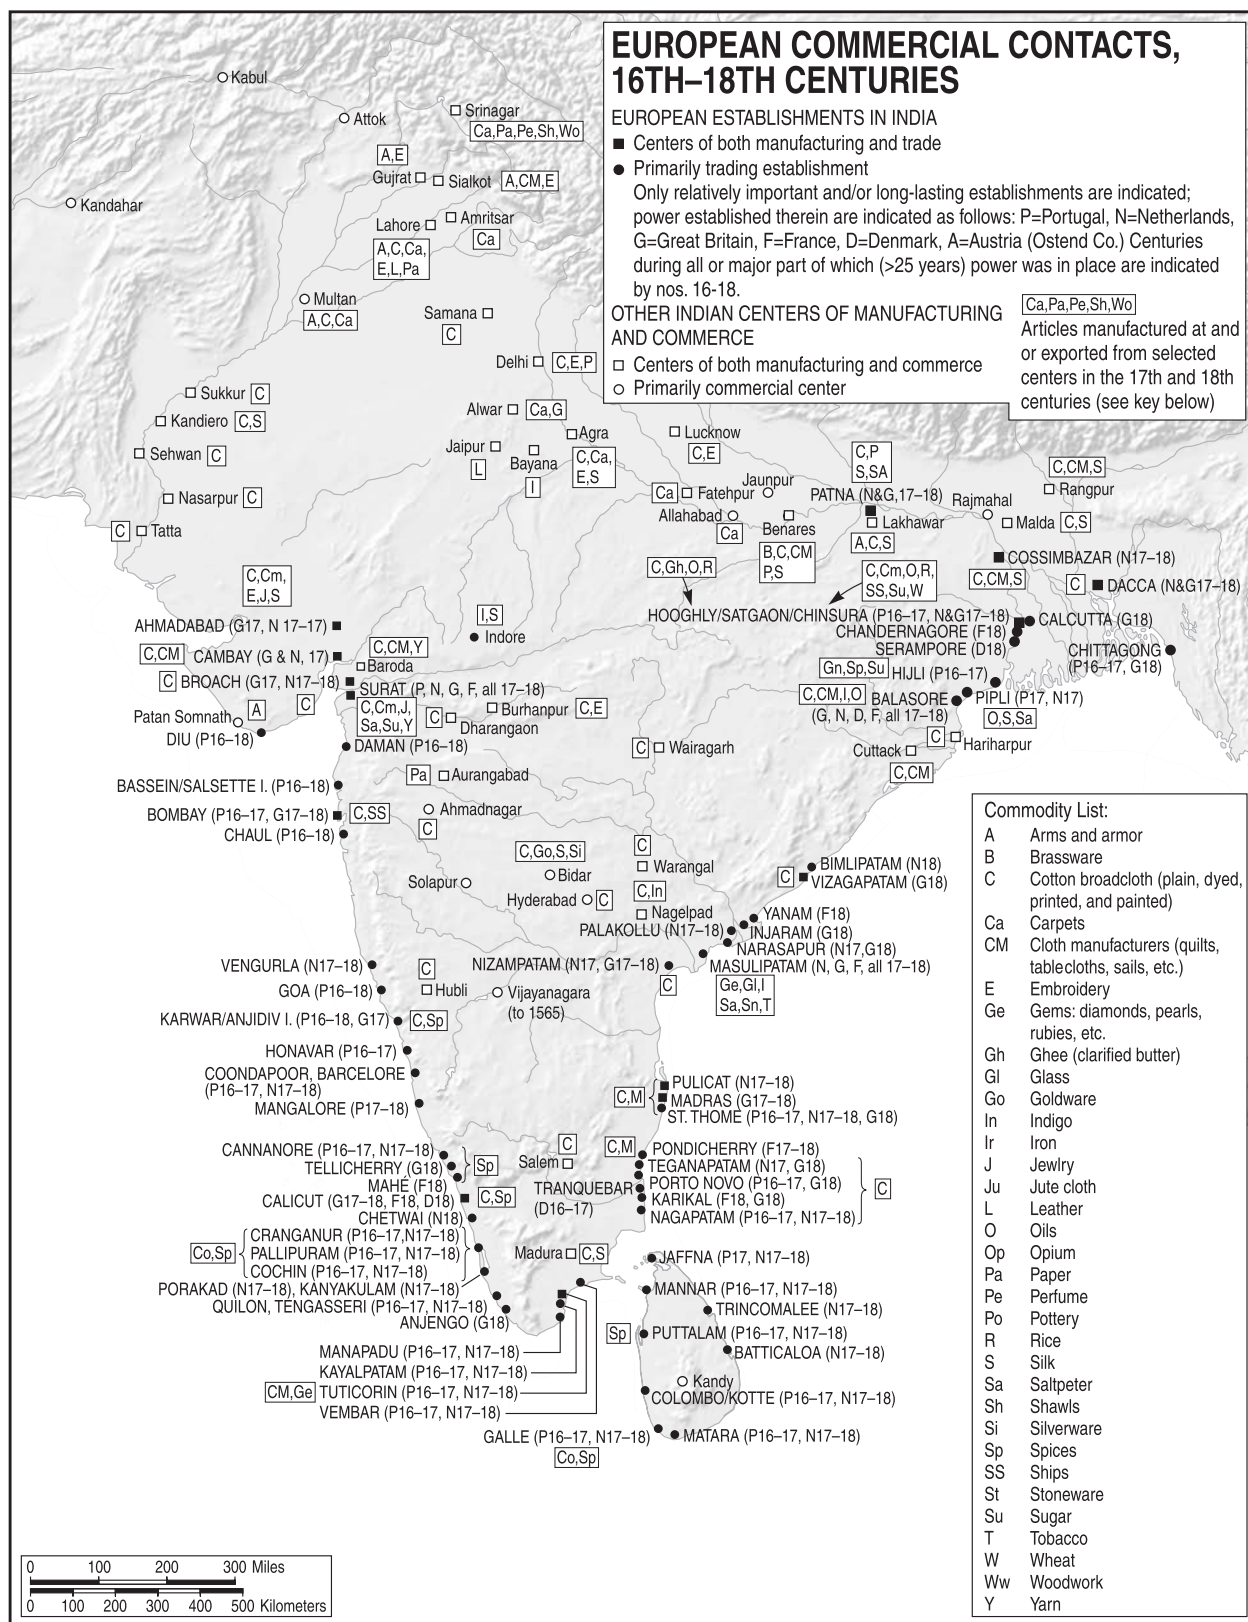 EUROPEAN COMMERCIAL CONTACTS,
16TH–18TH CENTURIES
EUROPEAN ESTABLISHMENTS IN INDIA
Centers of both manufacturing and trade
Primarily trading establishment
Only relatively important and/or long-lasting establishments are indicated;
power established therein are indicated as follows: P=Portugal, N=Netherlands,
G=Great Britain, F=France, D=Denmark, A=Austria (Ostend Co.) Centuries
during all or major part of which (>25 years) power was in place are indicated
by nos. 16-18.
OTHER INDIAN CENTERS OF MANUFACTURING
AND COMMERCE
Centers of both manufacturing and commerce
Primarily commercial center
Ca,Pa,Pe,Sh,Wo
Articles manufactured at and
or exported from selected
centers in the 17th and 18th
centuries (see key below)
Kabul
Attok
Srinagar
Ca,Pa,Pe,Sh,Wo
A,E
Gujrat
Sialkot
A,CM,E
Kandahar
Lahore
Amritsar
Ca
A,C,Ca,
E,L,Pa
Multan
A,C,Ca
Samana
C
Delhi
C,E,P
Sukkur
C
Kandiero
C,S
Sehwan
C
Nasarpur
C
C
Tatta
Alwar
Ca,G
Jaipur
L
Bayana
I
Agra
C,Ca,
E,S
Lucknow
C,E
Ca
Fatehpur
Jaunpur
Allahabad
Ca
Benares
B,C,CM
P,S
C,P
S,SA
PATNA (N&G,17–18)
Lakhawar
A,C,S
Rajmahal
C,CM,S
Rangpur
Malda
C,S
COSSIMBAZAR (N17–18)
C,CM,S
C
DACCA (N&G17–18)
C,Gh,O,R
C,Cm,O,R,
SS,Su,W
HOOGHLY/SATGAON/CHINSURA (P16–17, N&G17–18)
CALCUTTA (G18)
CHANDERNAGORE (F18)
SERAMPORE (D18)
CHITTAGONG
(P16–17, G18)
Gn,Sp,Su
HIJLI (P16–17)
C,CM,I,O
BALASORE
(G, N, D, F, all 17–18)
PIPLI (P17, N17)
O,S,Sa
C
Hariharpur
Cuttack
C,CM
C,Cm,
E,J,S
AHMADABAD (G17, N 17–17)
I,S
Indore
C,CM
CAMBAY (G & N, 17)
C,CM,Y
Baroda
C
BROACH (G17, N17–18)
SURAT (P, N, G, F, all 17–18)
C,Cm,J,
Sa,Su,Y
A
C
Patan Somnath
DIU (P16–18)
Burhanpur
C,E
C
Dharangaon
DAMAN (P16–18)
C
Wairagarh
Pa
Aurangabad
BASSEIN/SALSETTE I. (P16–18)
BOMBAY (P16–17, G17–18)
C,SS
CHAUL (P16–18)
Ahmadnagar
C
C,Go,S,Si
Bidar
Solapur
Hyderabad
C
C
Warangal
C,In
Nagelpad
BIMLIPATAM (N18)
C
VIZAGAPATAM (G18)
YANAM (F18)
PALAKOLLU (N17–18)
INJARAM (G18)
NARASAPUR (N17,G18)
NIZAMPATAM (N17, G17–18)
MASULIPATAM (N, G, F, all 17–18)
C
Ge,Gl,I
Sa,Sn,T
VENGURLA (N17–18)
GOA (P16–18)
C
Hubli
Vijayanagara
(to 1565)
KARWAR/ANJIDIV I. (P16–18, G17)
C,Sp
HONAVAR (P16–17)
COONDAPOOR, BARCELORE
(P16–17, N17–18)
MANGALORE (P17–18)
PULICAT (N17–18)
C,M
MADRAS (G17–18)
ST. THOME (P16–17, N17–18, G18)
CANNANORE (P16–17, N17–18)
TELLICHERRY (G18)
Sp
MAHÉ (F18)
CALICUT (G17–18, F18, D18)
C,Sp
CHETWAI (N18)
C
Salem
C,M
PONDICHERRY (F17–18)
TEGANAPATAM (N17, G18)
PORTO NOVO (P16–17, G18)
TRANQUEBAR
(D16–17)
KARIKAL (F18, G18)
NAGAPATAM (P16–17, N17–18)
C
CRANGANUR (P16–17,N17–18)
Co,Sp
PALLIPURAM (P16–17, N17–18)
COCHIN (P16–17, N17–18)
PORAKAD (N17–18), KANYAKULAM (N17–18)
QUILON, TENGASSERI (P16–17, N17–18)
ANJENGO (G18)
Madura
C,S
MANAPADU (P16–17, N17–18)
KAYALPATAM (P16–17, N17–18)
CM,Ge
TUTICORIN (P16–17, N17–18)
VEMBAR (P16–17, N17–18)
JAFFNA (P17, N17–18)
MANNAR (P16–17, N17–18)
TRINCOMALEE (N17–18)
Sp
PUTTALAM (P16–17, N17–18)
BATTICALOA (N17–18)
Kandy
COLOMBO/KOTTE (P16–17, N17–18)
GALLE (P16–17, N17–18)
Co,Sp
MATARA (P16–17, N17–18)
Commodity List:
A Arms and armor
B Brassware
C Cotton broadcloth (plain, dyed,
printed, and painted)
Ca Carpets
CM Cloth manufacturers (quilts,
tablecloths, sails, etc.)
E Embroidery
Ge Gems: diamonds, pearls,
rubies, etc.
Gh Ghee (clarified butter)
Gl Glass
Go Goldware
In Indigo
Ir Iron
J Jewlry
Ju Jute cloth
L Leather
O Oils
Op Opium
Pa Paper
Pe Perfume
Po Pottery
R Rice
S Silk
Sa Saltpeter
Sh Shawls
Si Silverware
Sp Spices
SS Ships
St Stoneware
Su Sugar
T Tobacco
W Wheat
Ww Woodwork
Y Yarn
0 100 200 300 Miles
0 100 200 300 400 500 Kilometers